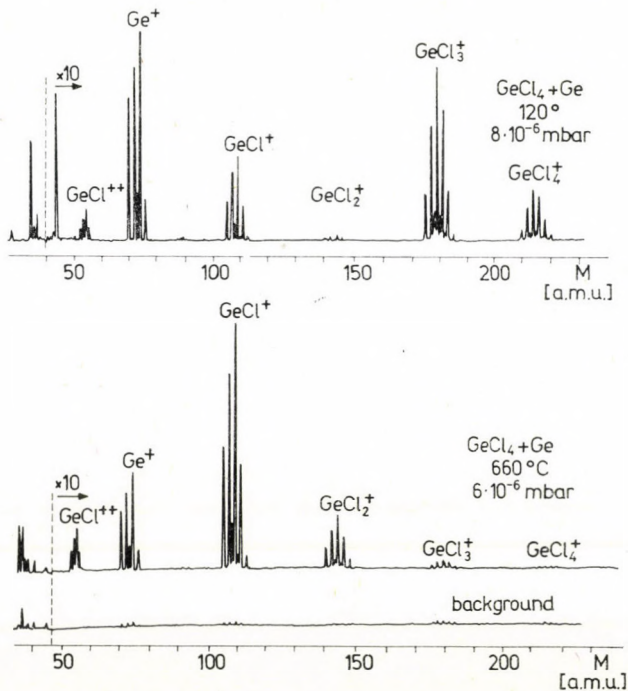 Ge⁺
×10
GeCl⁺⁺
GeCl⁺
GeCl₂⁺
GeCl₃⁺
GeCl₄⁺
GeCl₄ + Ge
120°
8·10⁻⁶ mbar
50 100 150 200 M
[a.m.u.]
GeCl⁺
×10
GeCl⁺⁺
Ge⁺
GeCl₂⁺
GeCl₃⁺
GeCl₄⁺
GeCl₄ + Ge
660 °C
6·10⁻⁶ mbar
background
50 100 150 200 M
[a.m.u.]